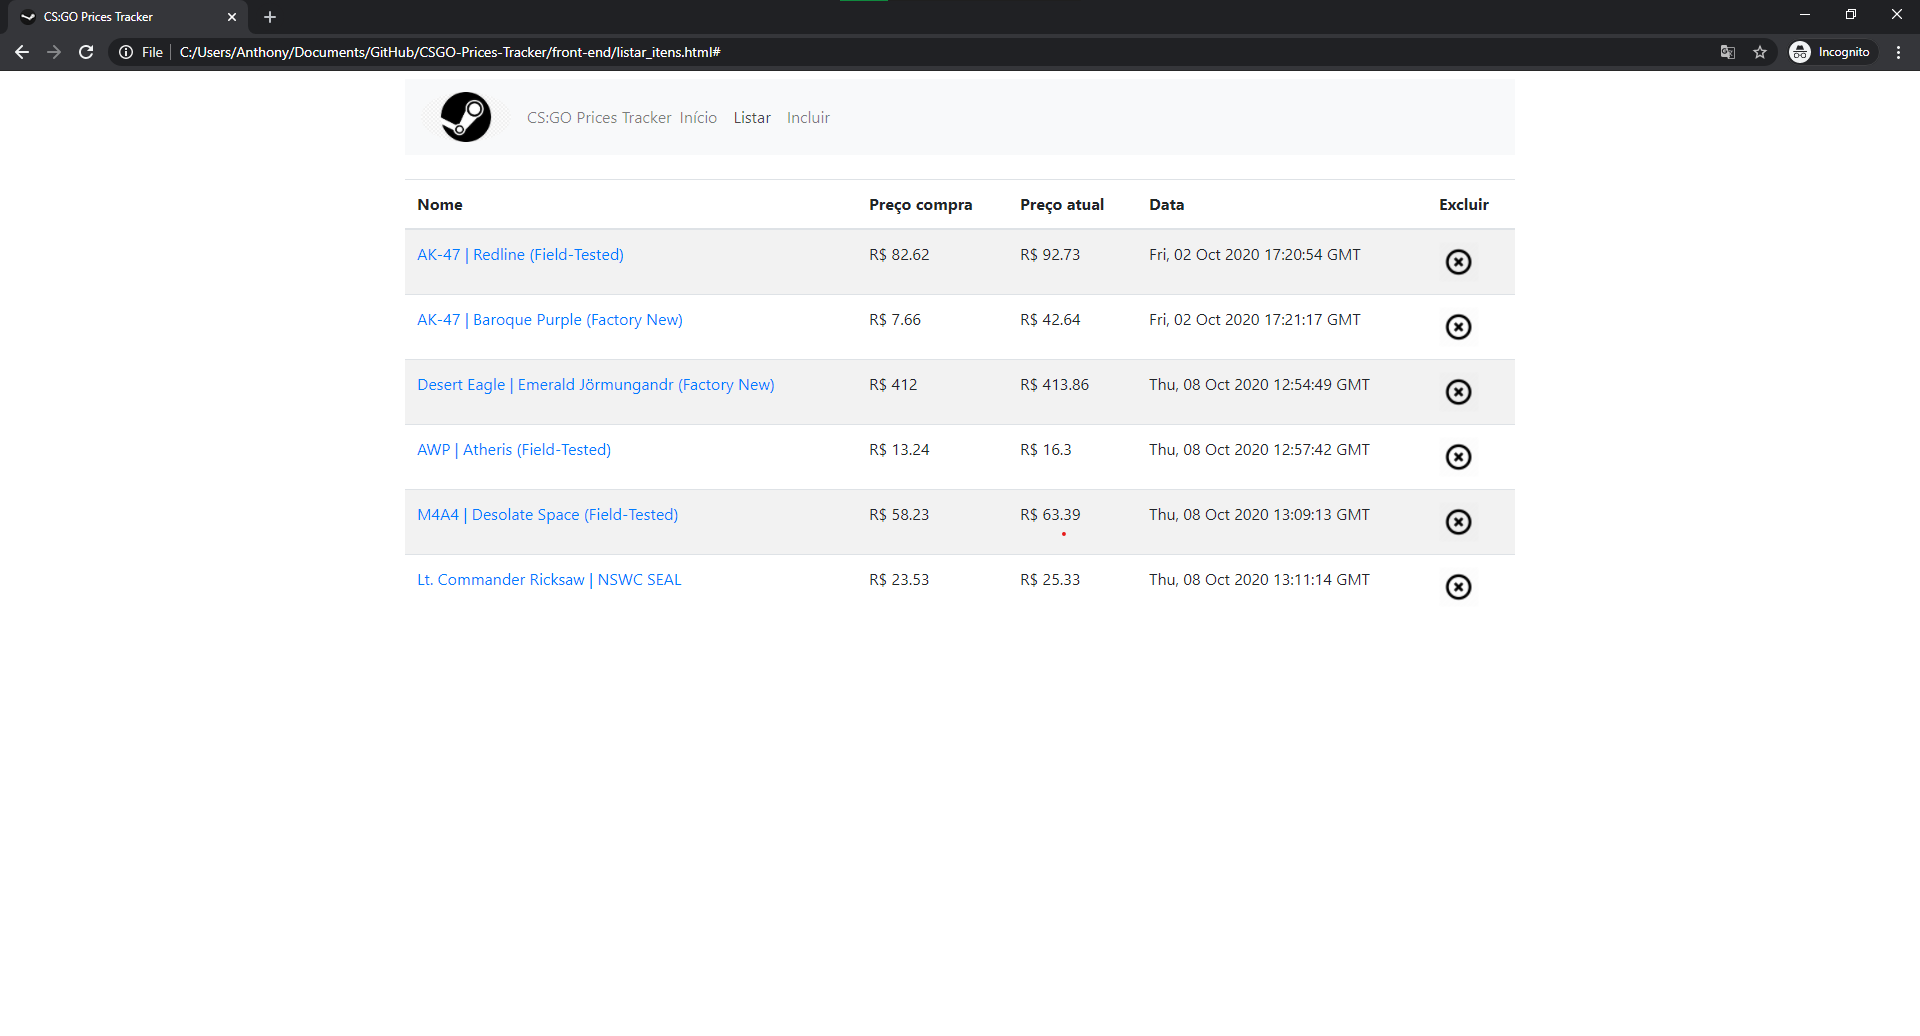 CS:GO Prices Tracker
File C:/Users/Anthony/Documents/GitHub/CSGO-Prices-Tracker/front-end/listar_itens.html# Incognito
CS:GO Prices Tracker Início Listar Incluir
Nome Preço compra Preço atual Data Excluir
AK-47 | Redline (Field-Tested) R$ 82.62 R$ 92.73 Fri, 02 Oct 2020 17:20:54 GMT
AK-47 | Baroque Purple (Factory New) R$ 7.66 R$ 42.64 Fri, 02 Oct 2020 17:21:17 GMT
Desert Eagle | Emerald Jörmungandr (Factory New) R$ 412 R$ 413.86 Thu, 08 Oct 2020 12:54:49 GMT
AWP | Atheris (Field-Tested) R$ 13.24 R$ 16.3 Thu, 08 Oct 2020 12:57:42 GMT
M4A4 | Desolate Space (Field-Tested) R$ 58.23 R$ 63.39 Thu, 08 Oct 2020 13:09:13 GMT
Lt. Commander Ricksaw | NSWC SEAL R$ 23.53 R$ 25.33 Thu, 08 Oct 2020 13:11:14 GMT